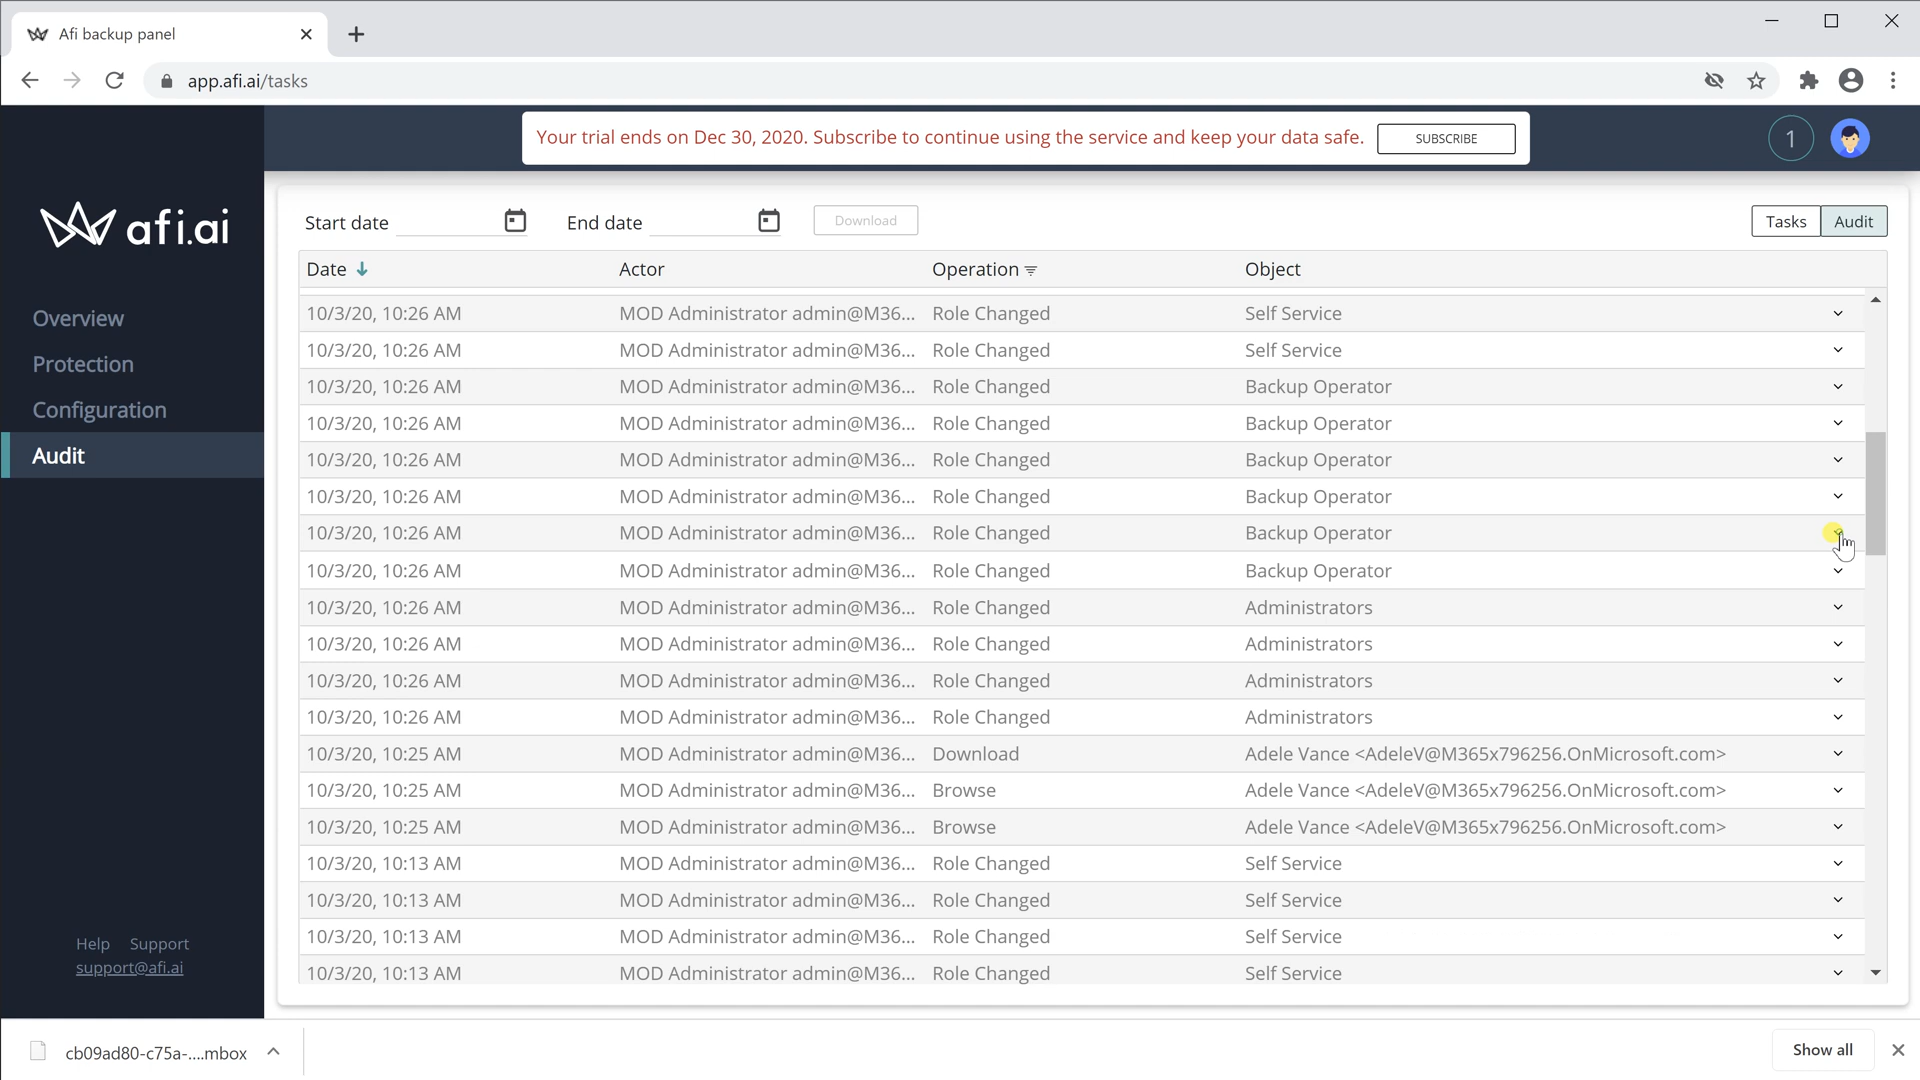 Afi backup panel
app.afi.ai/tasks
Your trial ends on Dec 30, 2020. Subscribe to continue using the service and keep your data safe. SUBSCRIBE 1
afi.ai
Overview
Protection
Configuration
Audit
Help Support
support@afi.ai
Start date End date Download Tasks Audit
Date Actor Operation Object
10/3/20, 10:26 AM MOD Administrator admin@M36... Role Changed Self Service
10/3/20, 10:26 AM MOD Administrator admin@M36... Role Changed Self Service
10/3/20, 10:26 AM MOD Administrator admin@M36... Role Changed Backup Operator
10/3/20, 10:26 AM MOD Administrator admin@M36... Role Changed Backup Operator
10/3/20, 10:26 AM MOD Administrator admin@M36... Role Changed Backup Operator
10/3/20, 10:26 AM MOD Administrator admin@M36... Role Changed Backup Operator
10/3/20, 10:26 AM MOD Administrator admin@M36... Role Changed Backup Operator
10/3/20, 10:26 AM MOD Administrator admin@M36... Role Changed Backup Operator
10/3/20, 10:26 AM MOD Administrator admin@M36... Role Changed Administrators
10/3/20, 10:26 AM MOD Administrator admin@M36... Role Changed Administrators
10/3/20, 10:26 AM MOD Administrator admin@M36... Role Changed Administrators
10/3/20, 10:26 AM MOD Administrator admin@M36... Role Changed Administrators
10/3/20, 10:25 AM MOD Administrator admin@M36... Download Adele Vance <AdeleV@M365x796256.OnMicrosoft.com>
10/3/20, 10:25 AM MOD Administrator admin@M36... Browse Adele Vance <AdeleV@M365x796256.OnMicrosoft.com>
10/3/20, 10:25 AM MOD Administrator admin@M36... Browse Adele Vance <AdeleV@M365x796256.OnMicrosoft.com>
10/3/20, 10:13 AM MOD Administrator admin@M36... Role Changed Self Service
10/3/20, 10:13 AM MOD Administrator admin@M36... Role Changed Self Service
10/3/20, 10:13 AM MOD Administrator admin@M36... Role Changed Self Service
10/3/20, 10:13 AM MOD Administrator admin@M36... Role Changed Self Service
cb09ad80-c75a-....mbox Show all